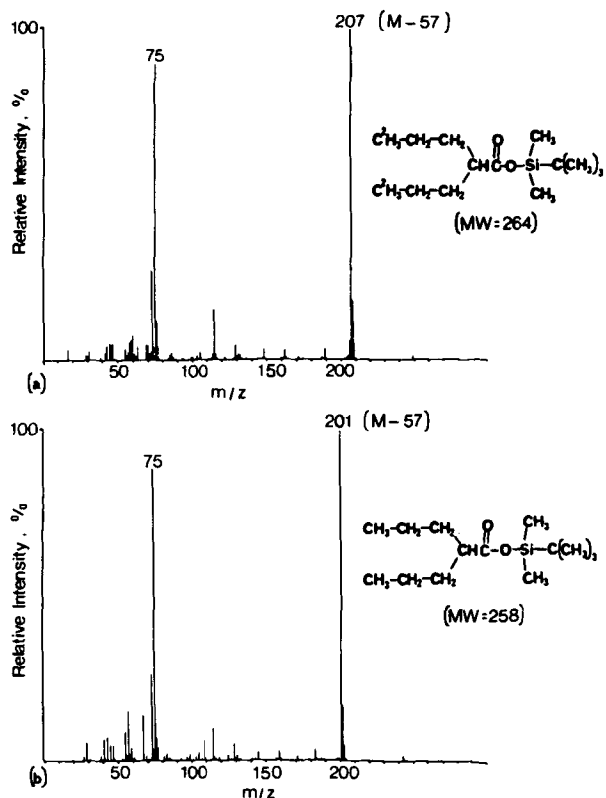 100
75
207 (M-57)
Relative Intensity, %
C²H₃-CH₂-CH₂
O
CH₃
CH-C-O-Si-C(CH₃)₃
C²H₃-CH₂-CH₂
CH₃
(MW=264)
50 100 150 200
(a)
m/z
100
75
201 (M-57)
Relative Intensity, %
CH₃-CH₂-CH₂
O
CH₃
CH-C-O-Si-C(CH₃)₃
CH₃-CH₂-CH₂
CH₃
(MW=258)
50 100 150 200
(b)
m/z